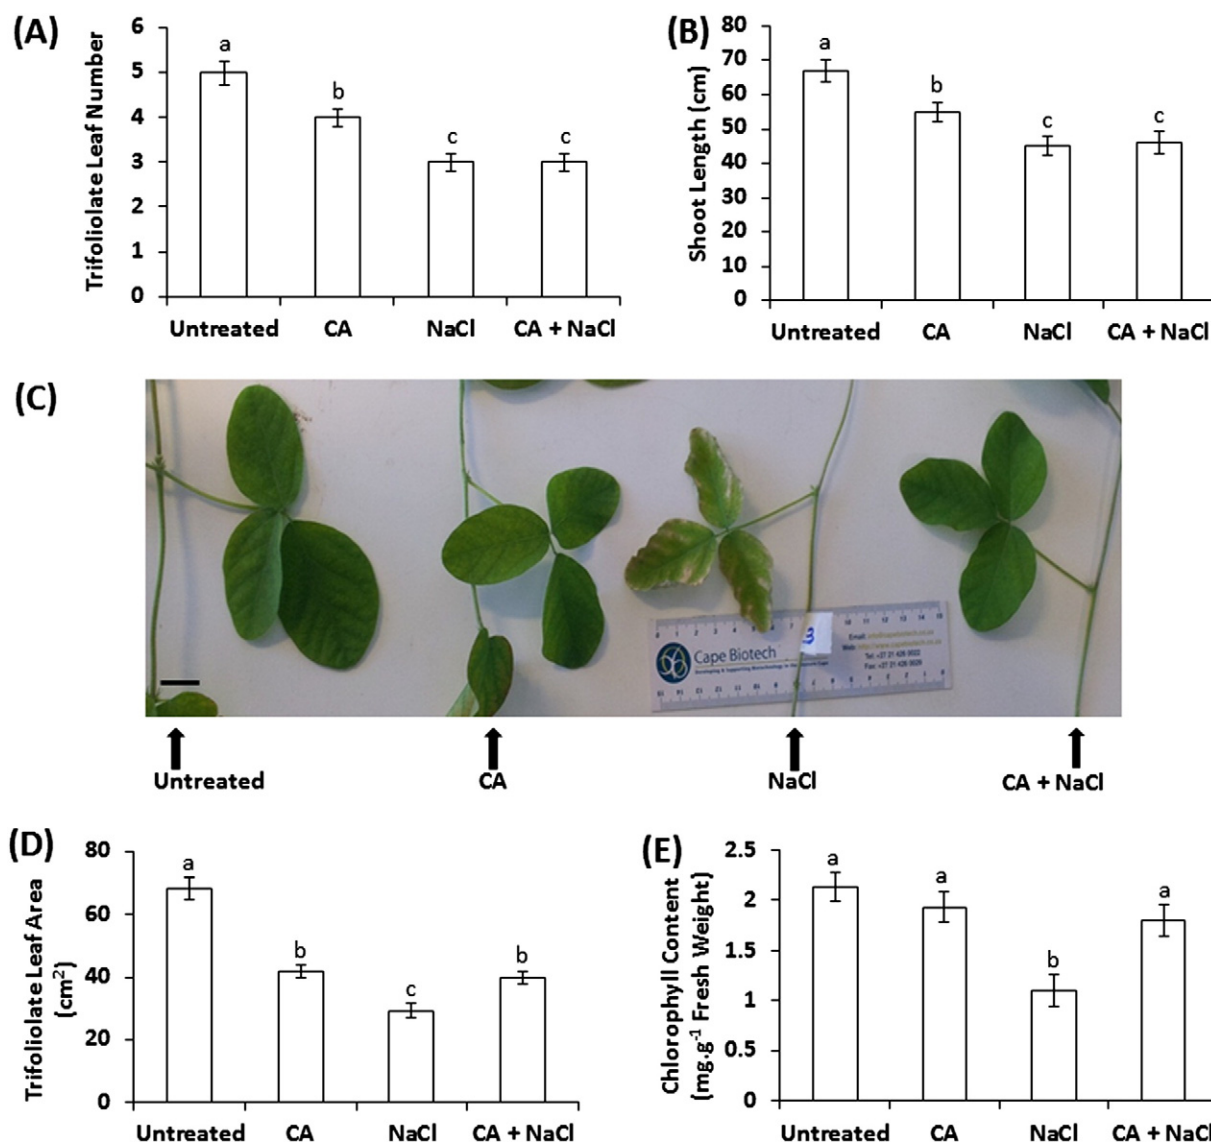 (A)
Trifoliolate Leaf Number
6
5
4
3
2
1
0
a
b
c
c
Untreated CA NaCl CA + NaCl
(B)
Shoot Length (cm)
80
70
60
50
40
30
20
10
0
a
b
c
c
Untreated CA NaCl CA + NaCl
(C)
3
Cape Biotech
Untreated CA NaCl CA + NaCl
(D)
Trifoliolate Leaf Area
(cm²)
80
60
40
20
0
a
b
c
b
Untreated CA NaCl CA + NaCl
(E)
Chlorophyll Content
(mg.g⁻¹ Fresh Weight)
2.5
2
1.5
1
0.5
0
a
a
b
a
Untreated CA NaCl CA + NaCl